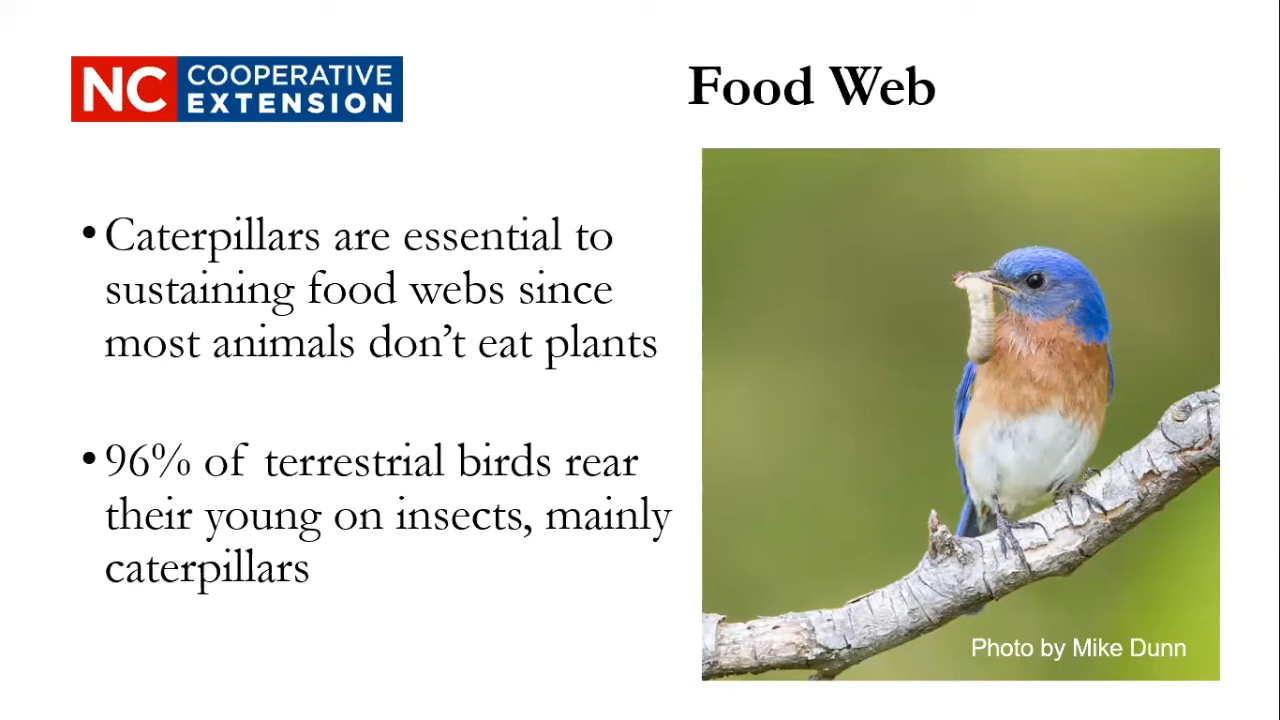 NC COOPERATIVE
EXTENSION
Food Web
•Caterpillars are essential to
sustaining food webs since
most animals don’t eat plants
•96% of terrestrial birds rear
their young on insects, mainly
caterpillars
Photo by Mike Dunn